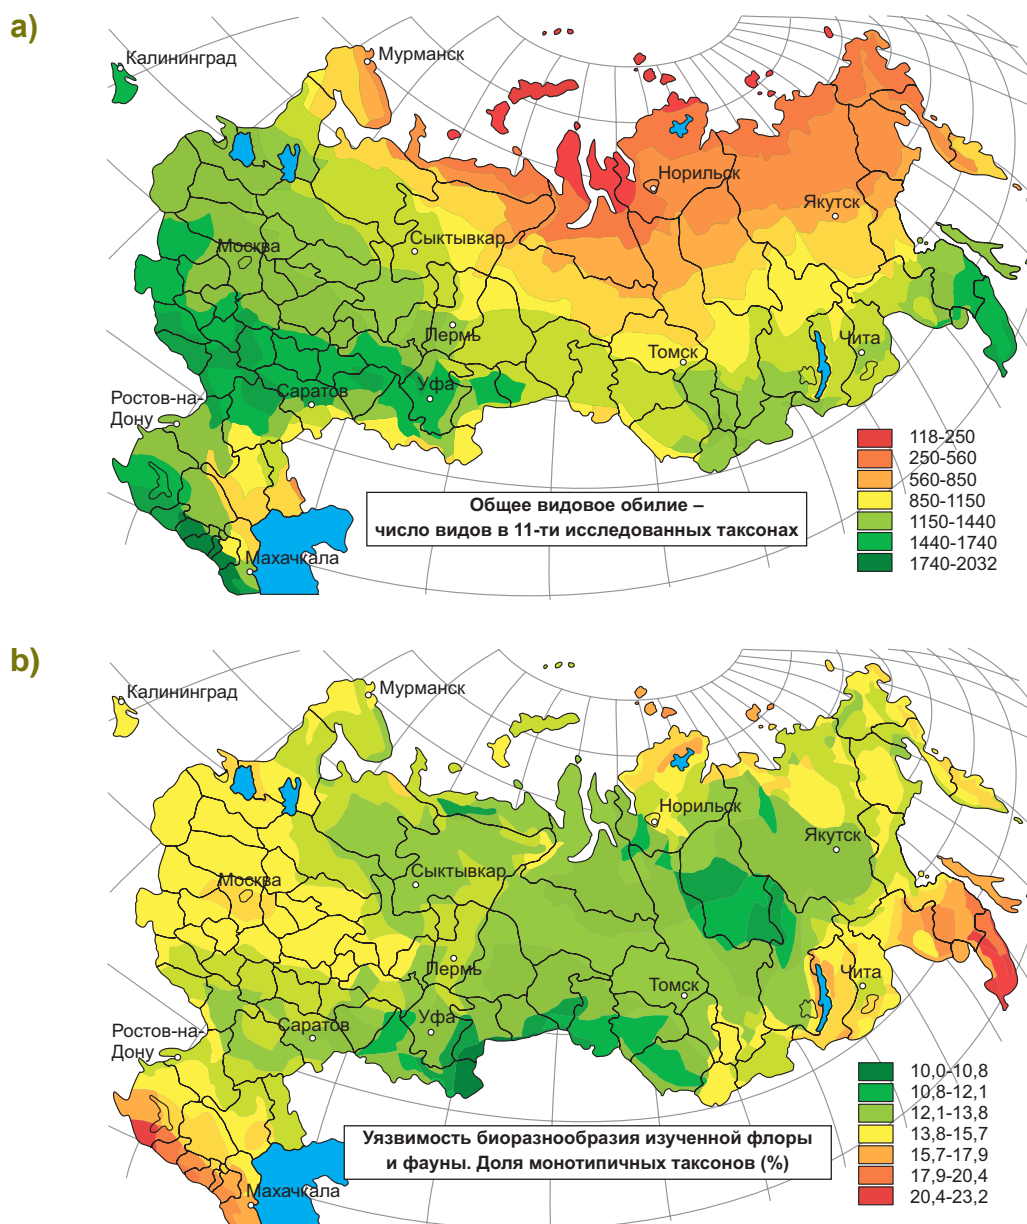 a)
Калининград
Мурманск
Норильск
Якутск
Москва
Сыктывкар
Пермь
Томск
Чита
Уфа
Саратов
Ростов-на-
Дону
Махачкала
118-250
250-560
560-850
850-1150
1150-1440
1440-1740
1740-2032
Общее видовое обилие –
число видов в 11-ти исследованных таксонах
b)
Калининград
Мурманск
Норильск
Якутск
Москва
Сыктывкар
Пермь
Томск
Чита
Уфа
Саратов
Ростов-на-
Дону
Махачкала
10,0-10,8
10,8-12,1
12,1-13,8
13,8-15,7
15,7-17,9
17,9-20,4
20,4-23,2
Уязвимость биоразнообразия изученной флоры
и фауны. Доля монотипичных таксонов (%)